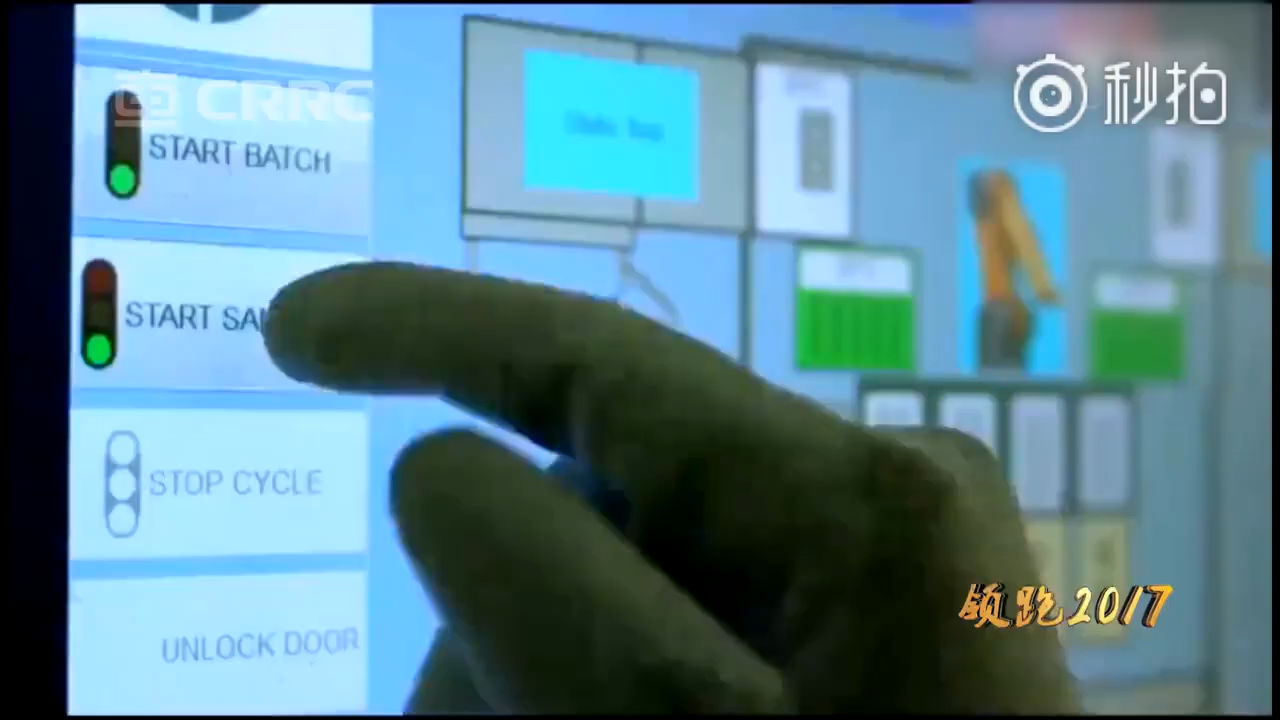 CRRC
秒拍
START BATCH
START SA
STOP CYCLE
UNLOCK DOOR
领跑2017